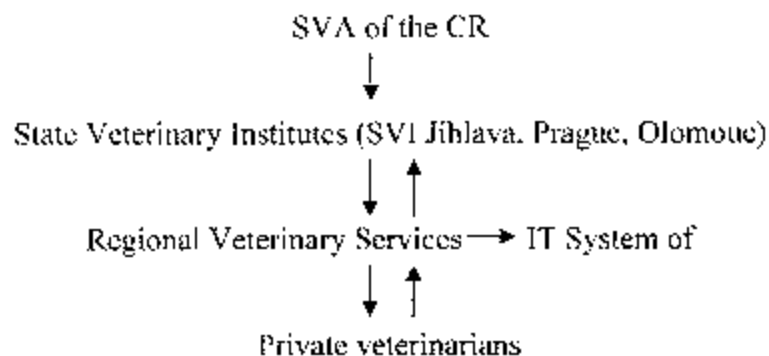 SVA of the CR
State Veterinary Institutes (SVI Jihlava, Prague, Olomouc)
Regional Veterinary Services → IT System of
Private veterinarians